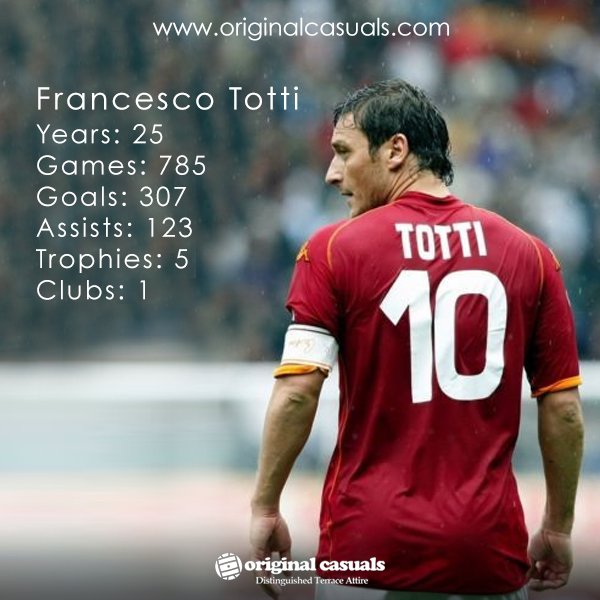 www.originalcasuals.com
Francesco Totti
Years: 25
Games: 785
Goals: 307
Assists: 123
Trophies: 5
Clubs: 1
TOTTI
10
original casuals
Distinguished Terrace Attire